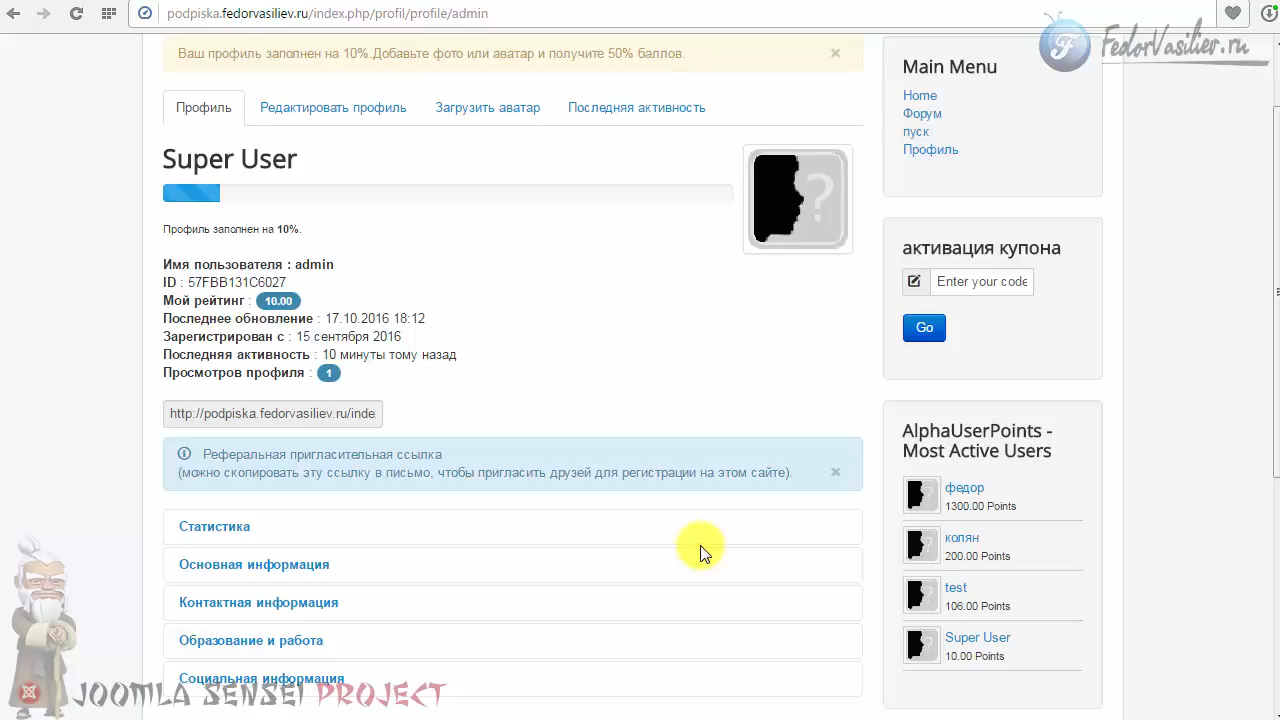 podpiska.fedorvasiliev.ru/index.php/profil/profile/admin
FedorVasiliev.ru
Ваш профиль заполнен на 10%.Добавьте фото или аватар и получите 50% баллов.
×
Профиль
Редактировать профиль
Загрузить аватар
Последняя активность
Super User
Профиль заполнен на 10%.
Имя пользователя : admin
ID : 57FBB131C6027
Мой рейтинг : 10.00
Последнее обновление : 17.10.2016 18:12
Зарегистрирован с : 15 сентября 2016
Последняя активность : 10 минуты тому назад
Просмотров профиля : 1
http://podpiska.fedorvasiliev.ru/inde
Реферальная пригласительная ссылка
(можно скопировать эту ссылку в письмо, чтобы пригласить друзей для регистрации на этом сайте).
×
Статистика
Основная информация
Контактная информация
Образование и работа
Социальная информация
JOOMLA SENSEI PROJECT
Main Menu
Home
Форум
пуск
Профиль
активация купона
Enter your code
Go
AlphaUserPoints -
Most Active Users
федор
1300.00 Points
колян
200.00 Points
test
106.00 Points
Super User
10.00 Points